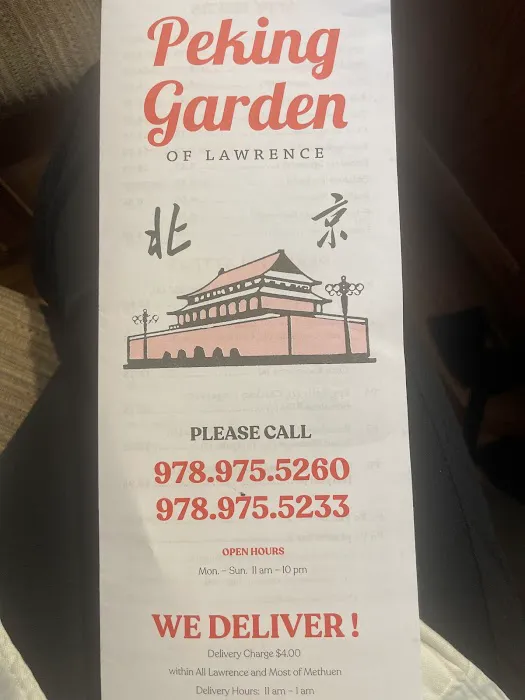 Peking
Garden
OF LAWRENCE
北 京
PLEASE CALL
978.975.5260
978.975.5233
OPEN HOURS
Mon. - Sun. 11 am - 10 pm
WE DELIVER !
Delivery Charge $4.00
within All Lawrence and Most of Methuen
Delivery Hours: 11 am - 1 am